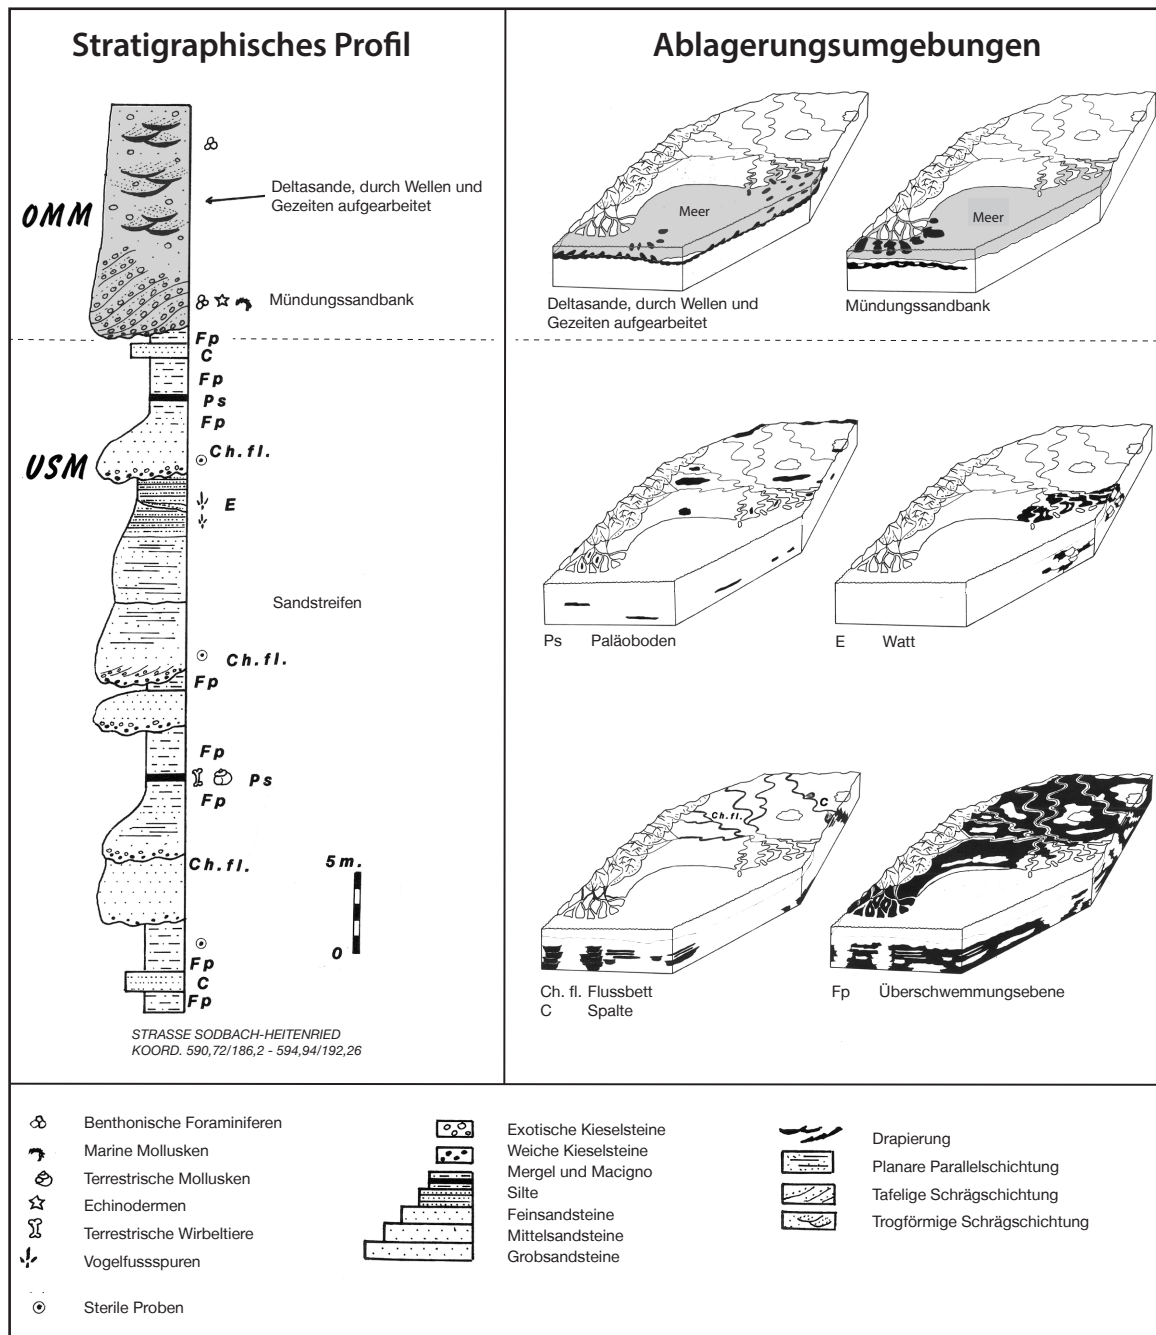 Stratigraphisches Profil
OMM
Deltasande, durch Wellen und
Gezeiten aufgearbeitet
Mündungssandbank
Fp
C
Fp
Ps
Fp
USM
Ch.fl.
E
Sandstreifen
Ch.fl.
Fp
Fp
Ps
Fp
Ch.fl.
5 m.
0
Fp
C
Fp
STRASSE SODBACH-HEITENRIED
KOORD. 590,72/186,2 - 594,94/192,26
Ablagerungsumgebungen
Meer
Meer
Deltasande, durch Wellen und
Gezeiten aufgearbeitet
Mündungssandbank
Ps Paläoboden
E Watt
Ch.fl.
C
Ch. fl. Flussbett
C Spalte
Fp Überschwemmungsebene
Benthonische Foraminiferen
Marine Mollusken
Terrestrische Mollusken
Echinodermen
Terrestrische Wirbeltiere
Vogelfussspuren
Sterile Proben
Exotische Kieselsteine
Weiche Kieselsteine
Mergel und Macigno
Silte
Feinsandsteine
Mittelsandsteine
Grobsandsteine
Drapierung
Planare Parallelschichtung
Tafelige Schrägschichtung
Trogförmige Schrägschichtung